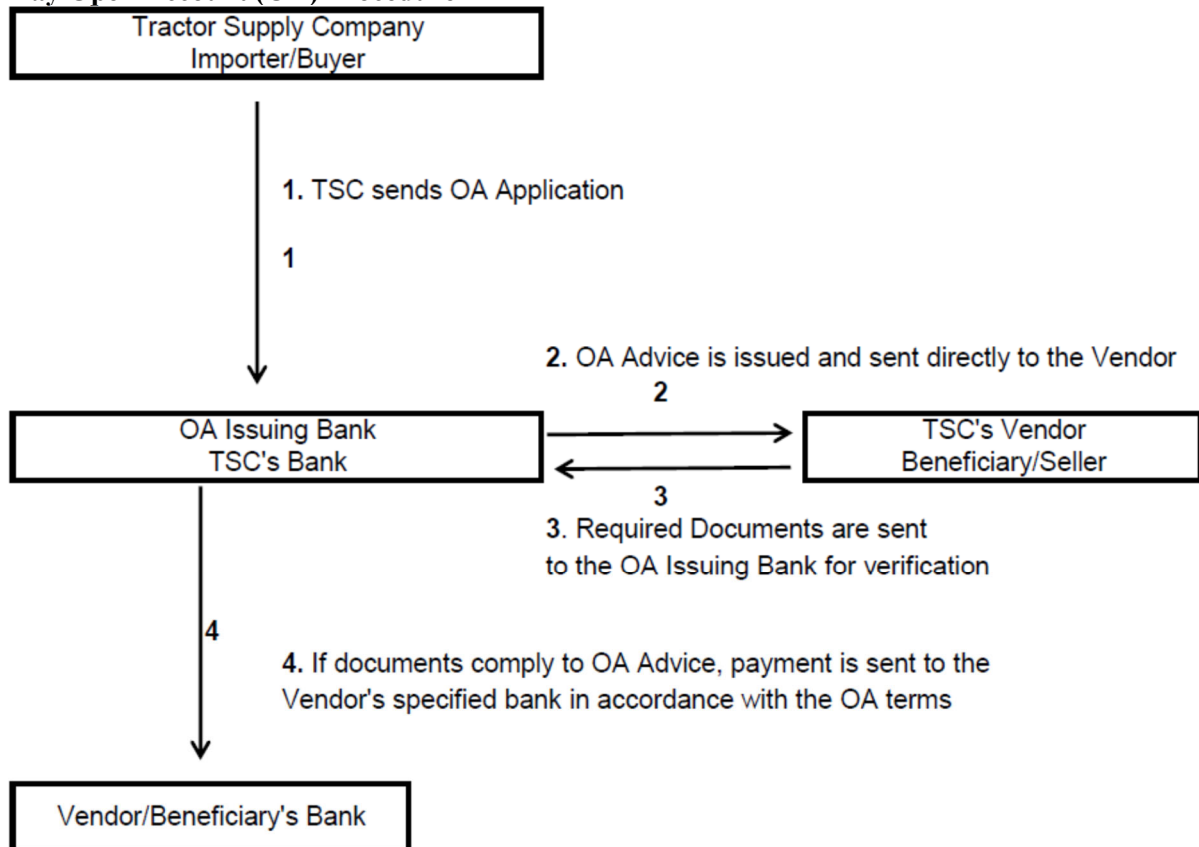 Tractor Supply Company
Importer/Buyer
1. TSC sends OA Application
1
2. OA Advice is issued and sent directly to the Vendor
2
OA Issuing Bank
TSC's Bank
TSC's Vendor
Beneficiary/Seller
3
3. Required Documents are sent
to the OA Issuing Bank for verification
4
4. If documents comply to OA Advice, payment is sent to the
Vendor's specified bank in accordance with the OA terms
Vendor/Beneficiary's Bank